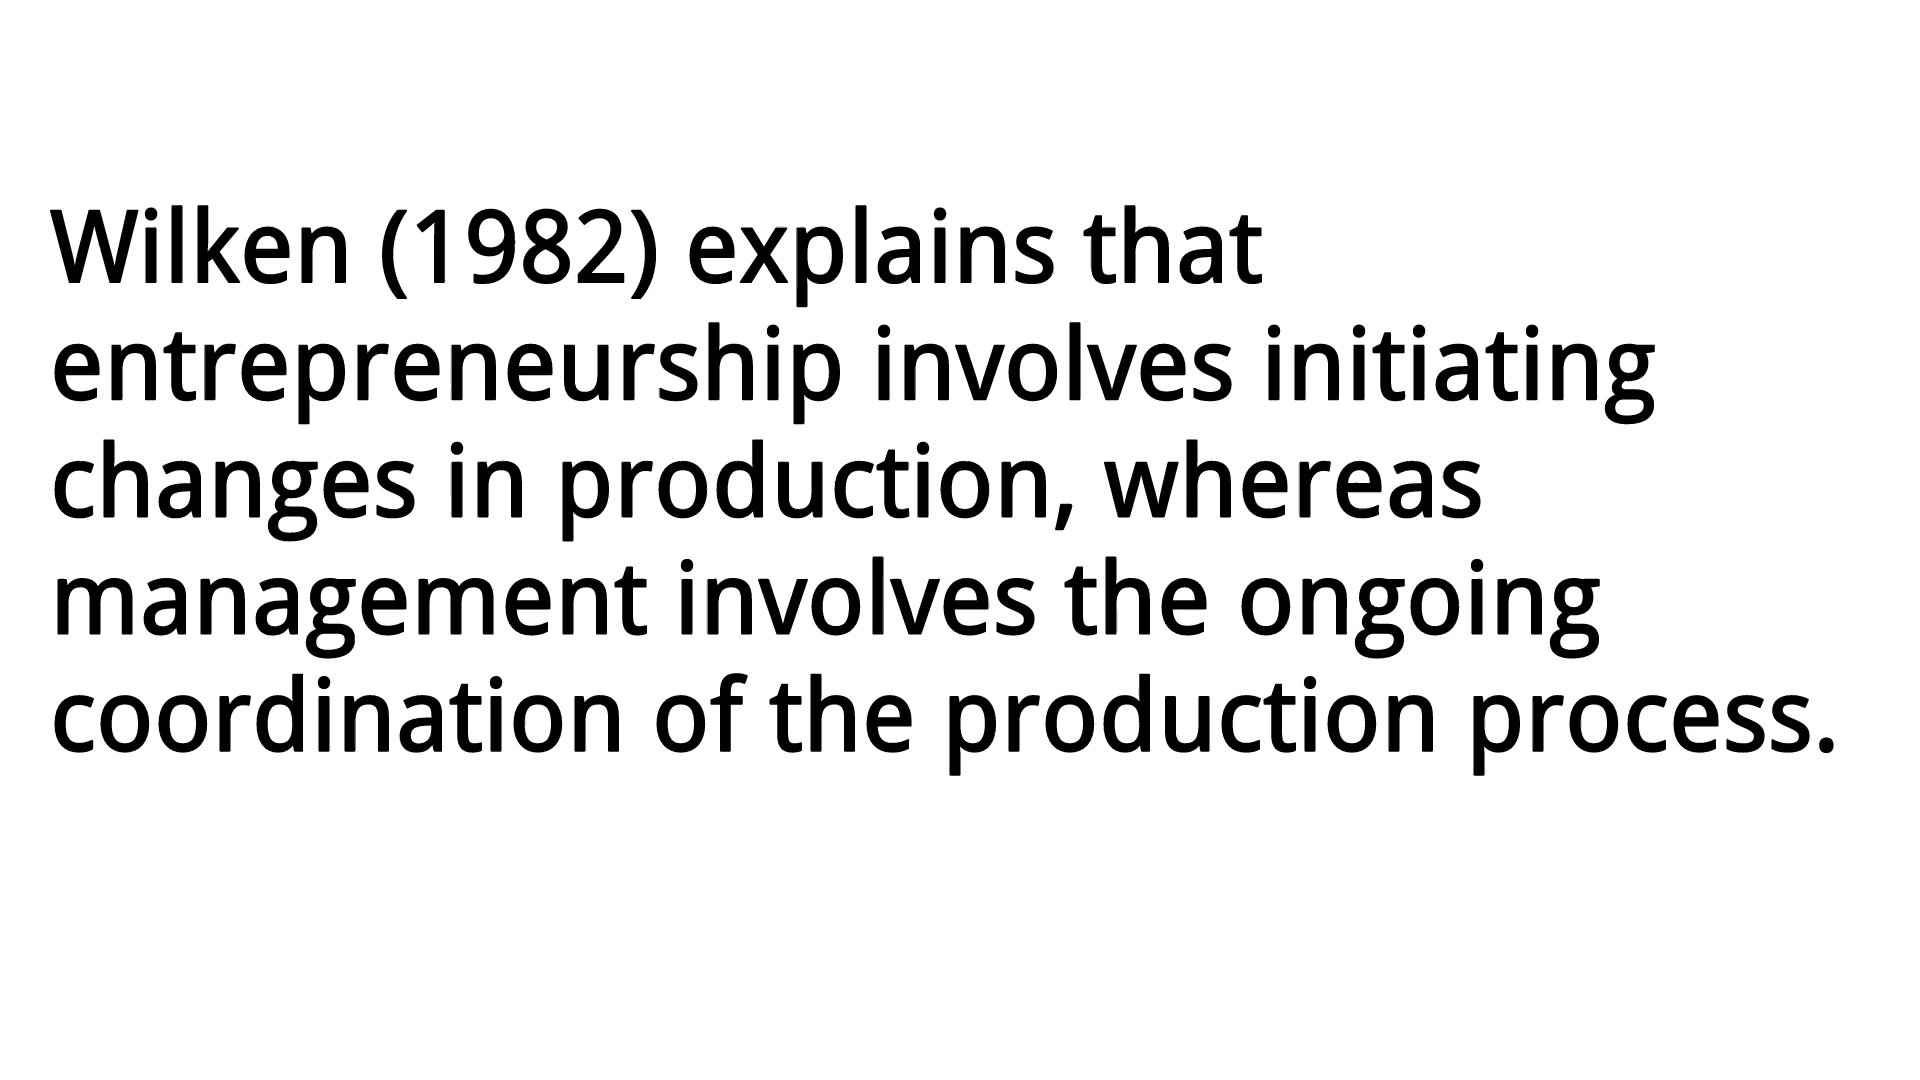 Wilken (1982) explains that
entrepreneurship involves initiating
changes in production, whereas
management involves the ongoing
coordination of the production process.